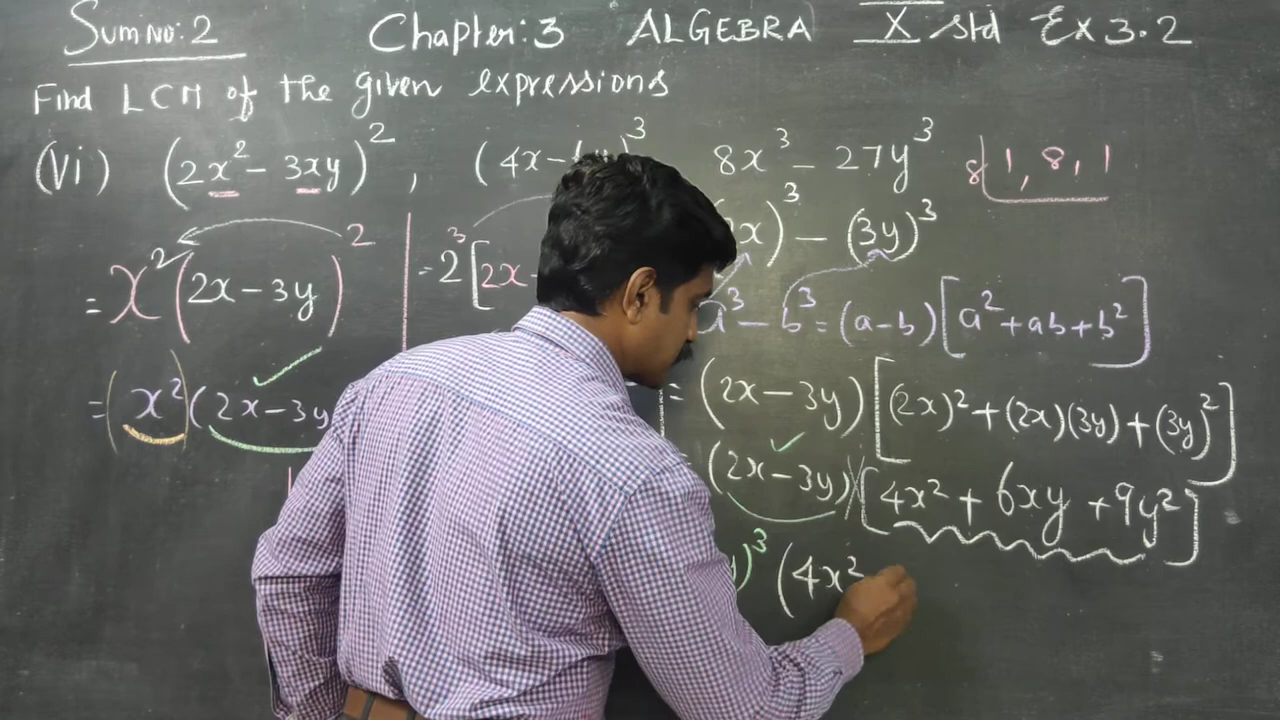 Sum No: 2 Chapter: 3 ALGEBRA X std Ex 3.2
Find LCM of the given expressions
(vi) (2x² - 3xy)² , (4x - 6y)³ 8x³ - 27y³ 8|1, 8, 1
= x²(2x - 3y)² = 2³[2x - x)³ - (3y)³
a³ - b³ = (a-b)[a² + ab + b²]
= (x²)(2x - 3y = (2x - 3y)[(2x)² + (2x)(3y) + (3y)²]
= (2x - 3y)[4x² + 6xy + 9y²]
)³ (4x²